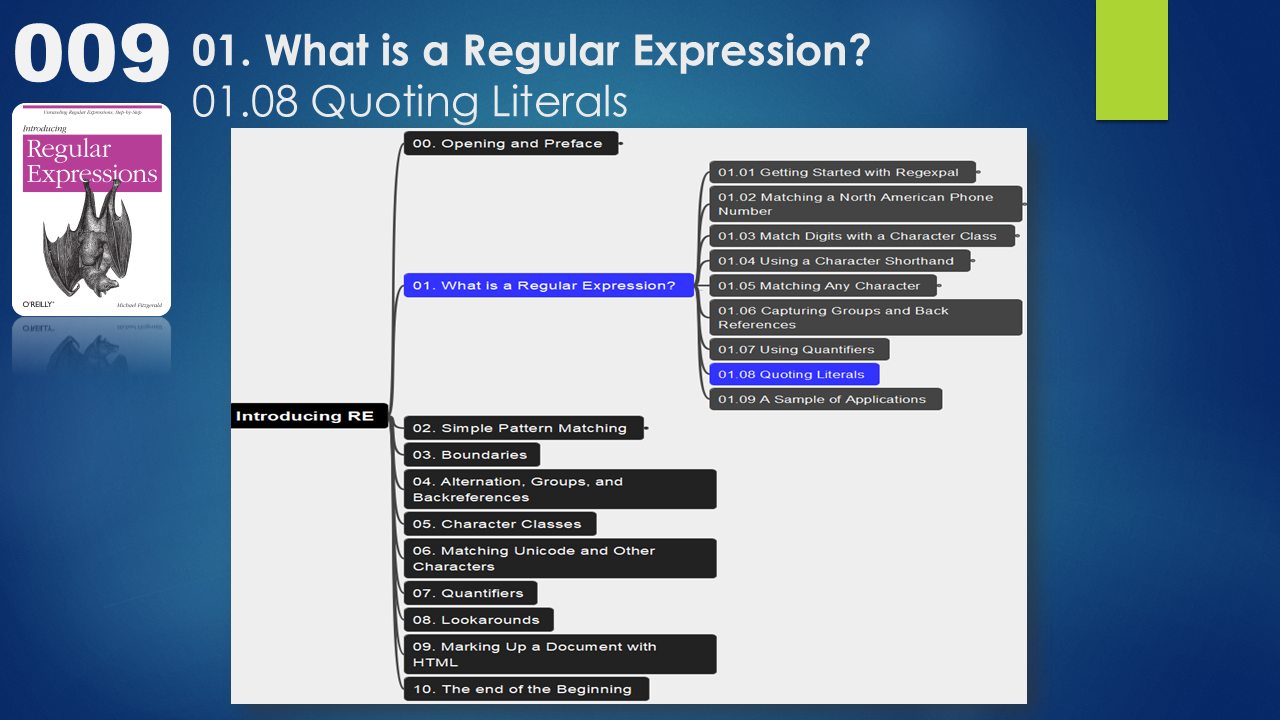 009
01. What is a Regular Expression?
01.08 Quoting Literals
Unraveling Regular Expressions, Step-by-Step
Introducing
Regular
Expressions
O'REILLY®
Michael Fitzgerald
00. Opening and Preface
01.01 Getting Started with Regexpal
01.02 Matching a North American Phone
Number
01.03 Match Digits with a Character Class
01.04 Using a Character Shorthand
01.05 Matching Any Character
01. What is a Regular Expression?
01.06 Capturing Groups and Back
References
01.07 Using Quantifiers
01.08 Quoting Literals
01.09 A Sample of Applications
Introducing RE
02. Simple Pattern Matching
03. Boundaries
04. Alternation, Groups, and
Backreferences
05. Character Classes
06. Matching Unicode and Other
Characters
07. Quantifiers
08. Lookarounds
09. Marking Up a Document with
HTML
10. The end of the Beginning